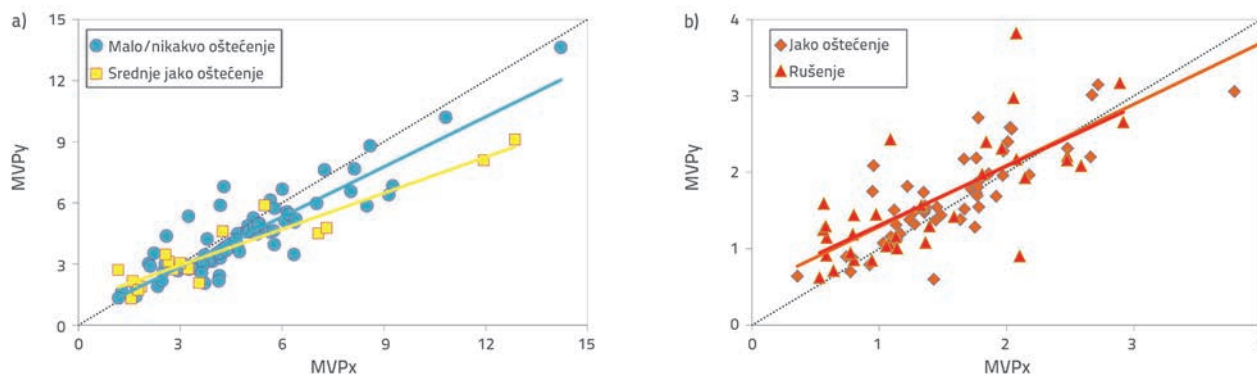 a)
15
12
9
6
3
0
MVPy
Malo/nikakvo oštećenje
Srednje jako oštećenje
0 3 6 9 12 15
MVPx
b)
4
3
2
1
0
MVPy
Jako oštećenje
Rušenje
0 1 2 3
MVPx